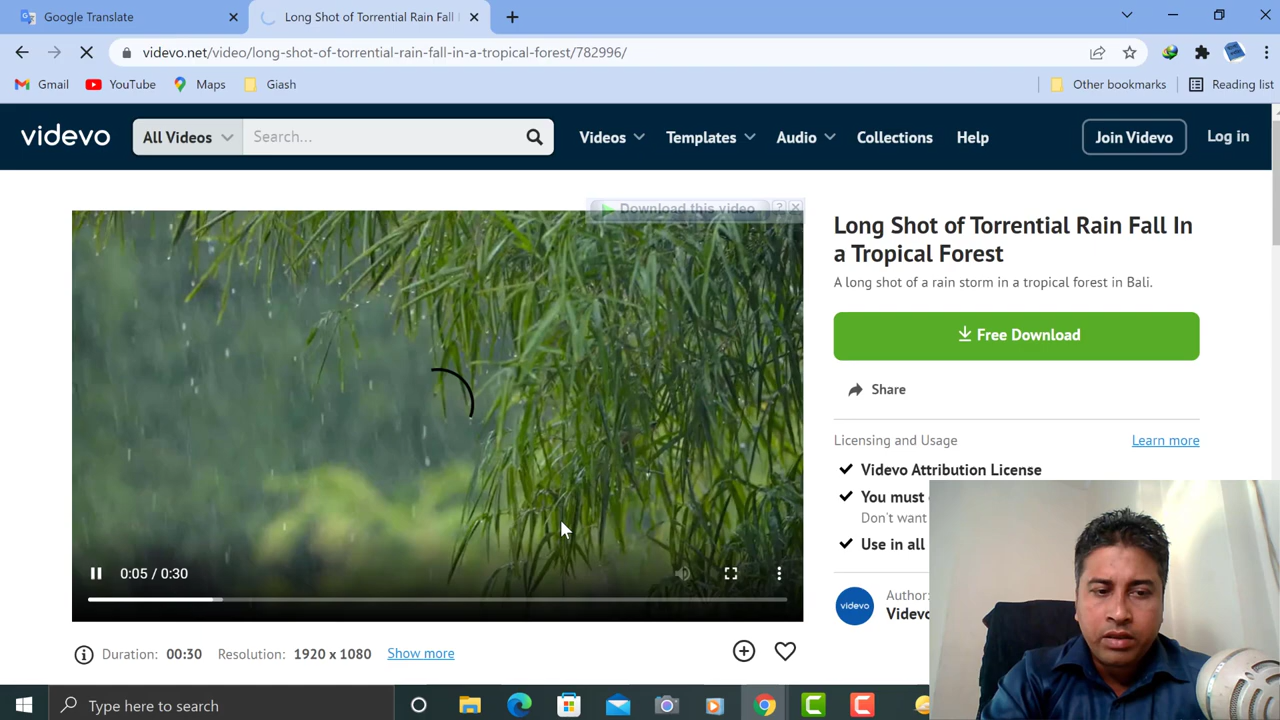 Google Translate
Long Shot of Torrential Rain Fall
videvo.net/video/long-shot-of-torrential-rain-fall-in-a-tropical-forest/782996/
Gmail
YouTube
Maps
Giash
Other bookmarks
Reading list
videvo
All Videos
Search...
Videos
Templates
Audio
Collections
Help
Join Videvo
Log in
Download this video
?
Long Shot of Torrential Rain Fall In
a Tropical Forest
A long shot of a rain storm in a tropical forest in Bali.
Free Download
Share
Licensing and Usage
Learn more
Videvo Attribution License
You must
Don't want
Use in all
0:05 / 0:30
videvo
Author:
Videvo
Duration: 00:30 Resolution: 1920 x 1080 Show more
Type here to search